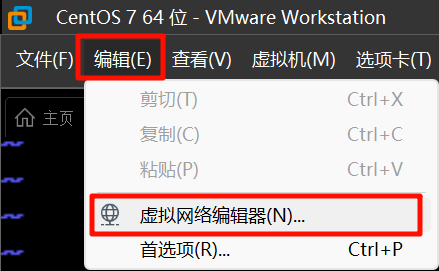 CentOS 7 64 位 - VMware Workstation
文件(F) 编辑(E) 查看(V) 虚拟机(M) 选项卡(T)
主页
剪切(T) Ctrl+X
复制(C) Ctrl+C
粘贴(P) Ctrl+V
虚拟网络编辑器(N)...
首选项(R)... Ctrl+P